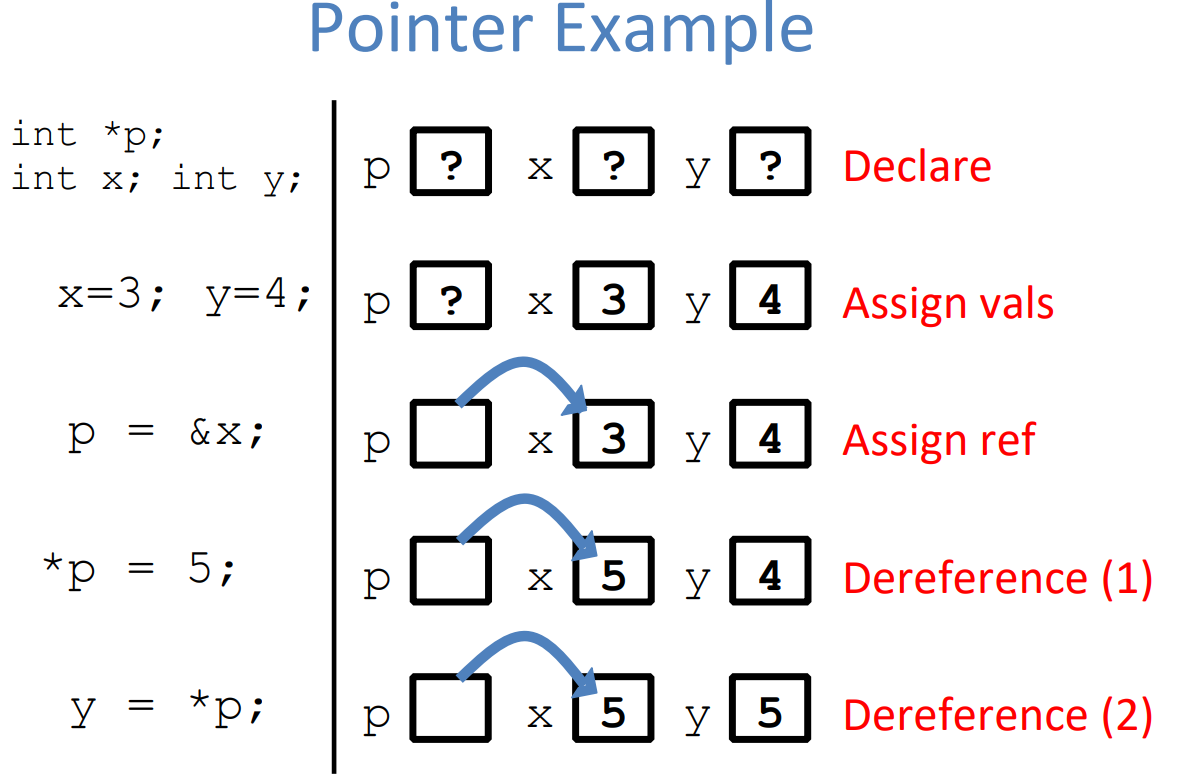 Pointer Example
int *p;
int x; int y;
p ? x ? y ? Declare
x=3; y=4; p ? x 3 y 4 Assign vals
p = &x; p x 3 y 4 Assign ref
*p = 5; p x 5 y 4 Dereference (1)
y = *p; p x 5 y 5 Dereference (2)